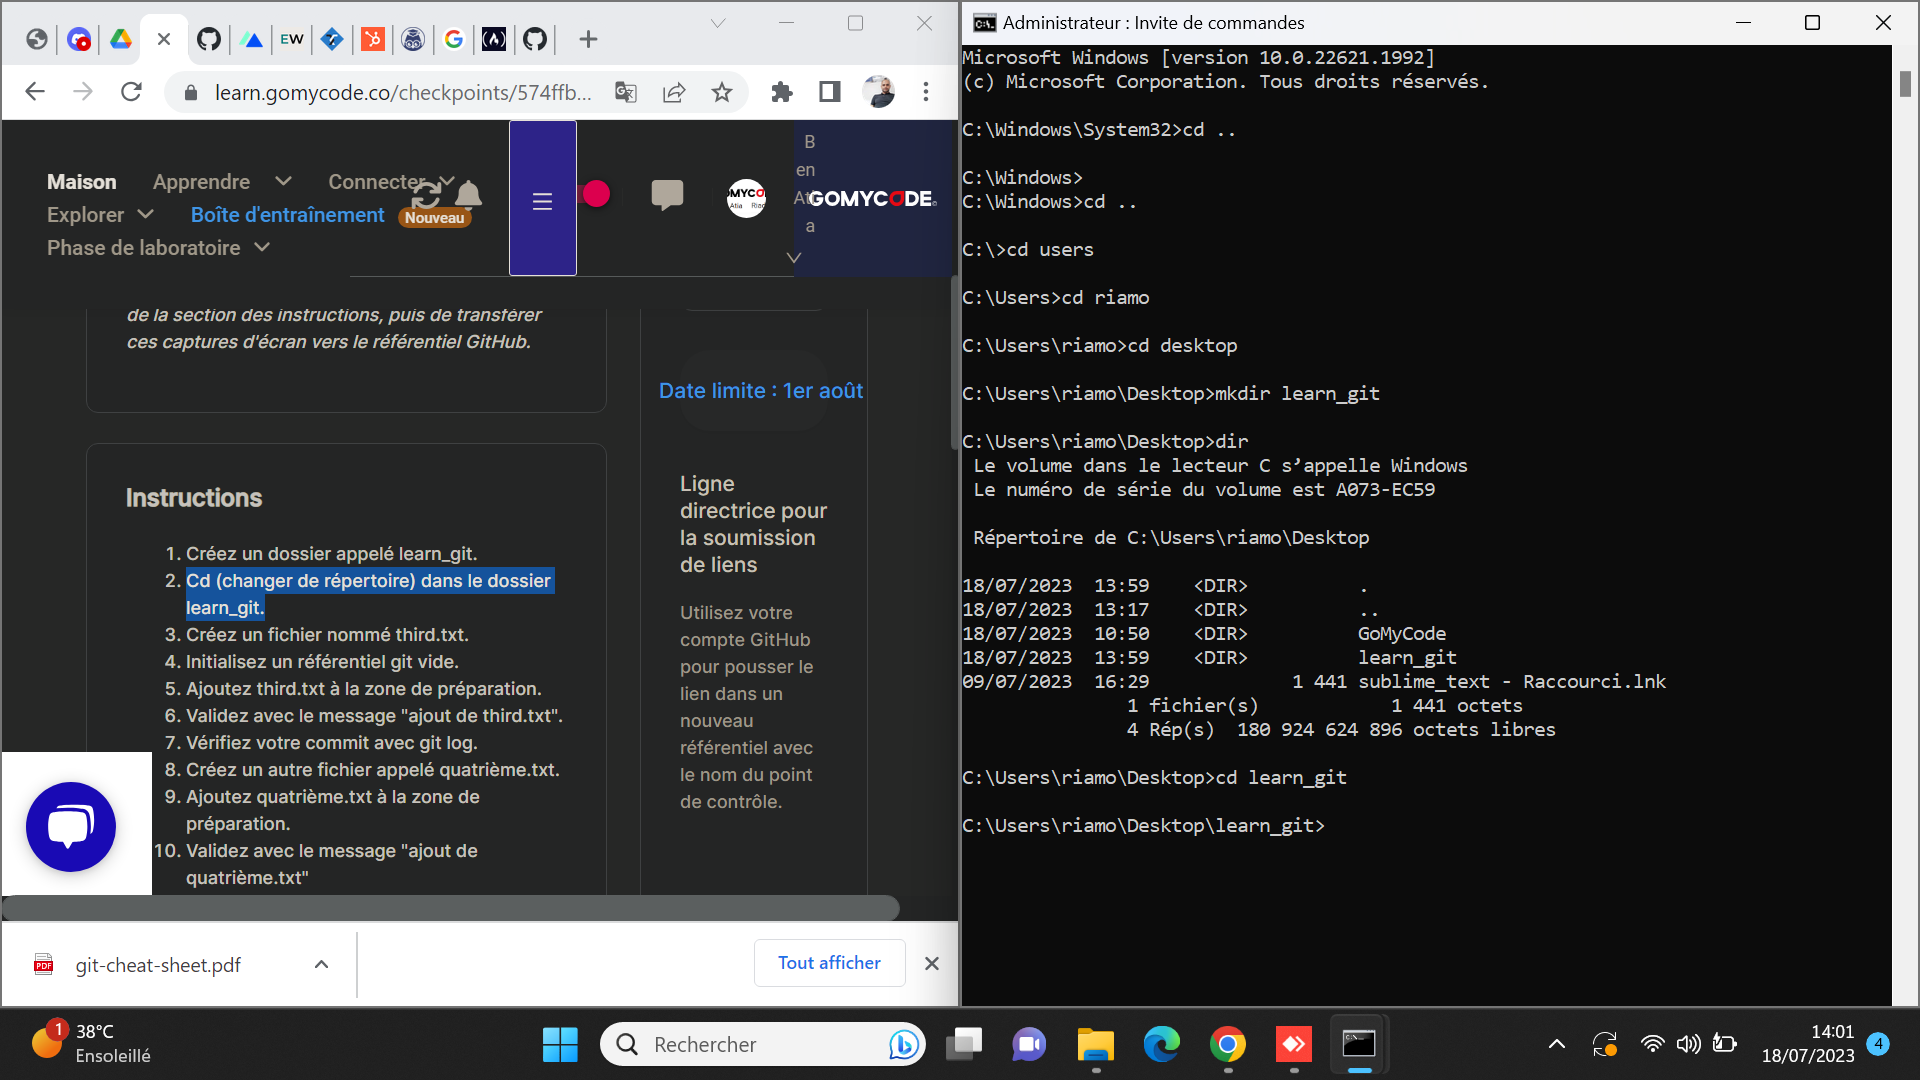 EW
learn.gomycode.co/checkpoints/574ffb...
Maison
Apprendre
Connecter
Explorer
Boîte d'entraînement
Nouveau
Phase de laboratoire
Atia
B
en
Ati
a
GOMYCODE
de la section des instructions, puis de transférer
ces captures d'écran vers le référentiel GitHub.
Instructions
1. Créez un dossier appelé learn_git.
2. Cd (changer de répertoire) dans le dossier
learn_git.
3. Créez un fichier nommé third.txt.
4. Initialisez un référentiel git vide.
5. Ajoutez third.txt à la zone de préparation.
6. Validez avec le message "ajout de third.txt".
7. Vérifiez votre commit avec git log.
8. Créez un autre fichier appelé quatrième.txt.
9. Ajoutez quatrième.txt à la zone de
préparation.
10. Validez avec le message "ajout de
quatrième.txt"
Date limite : 1er août
Ligne
directrice pour
la soumission
de liens
Utilisez votre
compte GitHub
pour pousser le
lien dans un
nouveau
référentiel avec
le nom du point
de contrôle.
PDF
git-cheat-sheet.pdf
Tout afficher
Administrateur : Invite de commandes
Microsoft Windows [version 10.0.22621.1992]
(c) Microsoft Corporation. Tous droits réservés.
C:\Windows\System32>cd ..
C:\Windows>
C:\Windows>cd ..
C:\>cd users
C:\Users>cd riamo
C:\Users\riamo>cd desktop
C:\Users\riamo\Desktop>mkdir learn_git
C:\Users\riamo\Desktop>dir
Le volume dans le lecteur C s’appelle Windows
Le numéro de série du volume est A073-EC59
Répertoire de C:\Users\riamo\Desktop
18/07/2023  13:59    <DIR>          .
18/07/2023  13:17    <DIR>          ..
18/07/2023  10:50    <DIR>          GoMyCode
18/07/2023  13:59    <DIR>          learn_git
09/07/2023  16:29             1 441 sublime_text - Raccourci.lnk
1 fichier(s)            1 441 octets
4 Rép(s)  180 924 624 896 octets libres
C:\Users\riamo\Desktop>cd learn_git
C:\Users\riamo\Desktop\learn_git>
1
38°C
Ensoleillé
Rechercher
14:01
18/07/2023
4